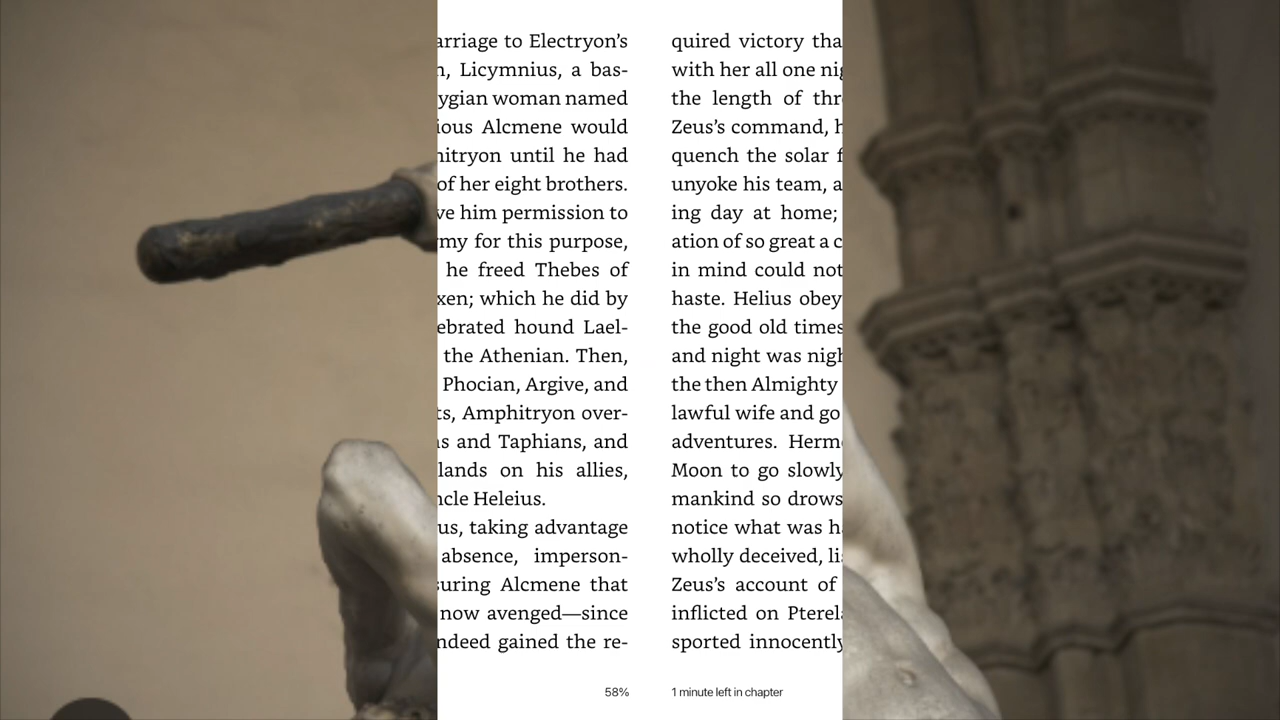 arriage to Electryon’s
n, Licymnius, a bas-
ygian woman named
ious Alcmene would
nitryon until he had
of her eight brothers.
ve him permission to
rmy for this purpose,
he freed Thebes of
xen; which he did by
ebrated hound Lael-
the Athenian. Then,
Phocian, Argive, and
ts, Amphitryon over-
ns and Taphians, and
lands on his allies,
ncle Heleius.
us, taking advantage
absence, imperson-
suring Alcmene that
now avenged—since
ndeed gained the re-
58%
quired victory tha
with her all one nig
the length of thr
Zeus’s command, h
quench the solar f
unyoke his team, a
ing day at home;
ation of so great a c
in mind could not
haste. Helius obey
the good old times
and night was nigh
the then Almighty
lawful wife and go
adventures. Herm
Moon to go slowly
mankind so drows
notice what was ha
wholly deceived, li
Zeus’s account of
inflicted on Pterela
sported innocently
1 minute left in chapter